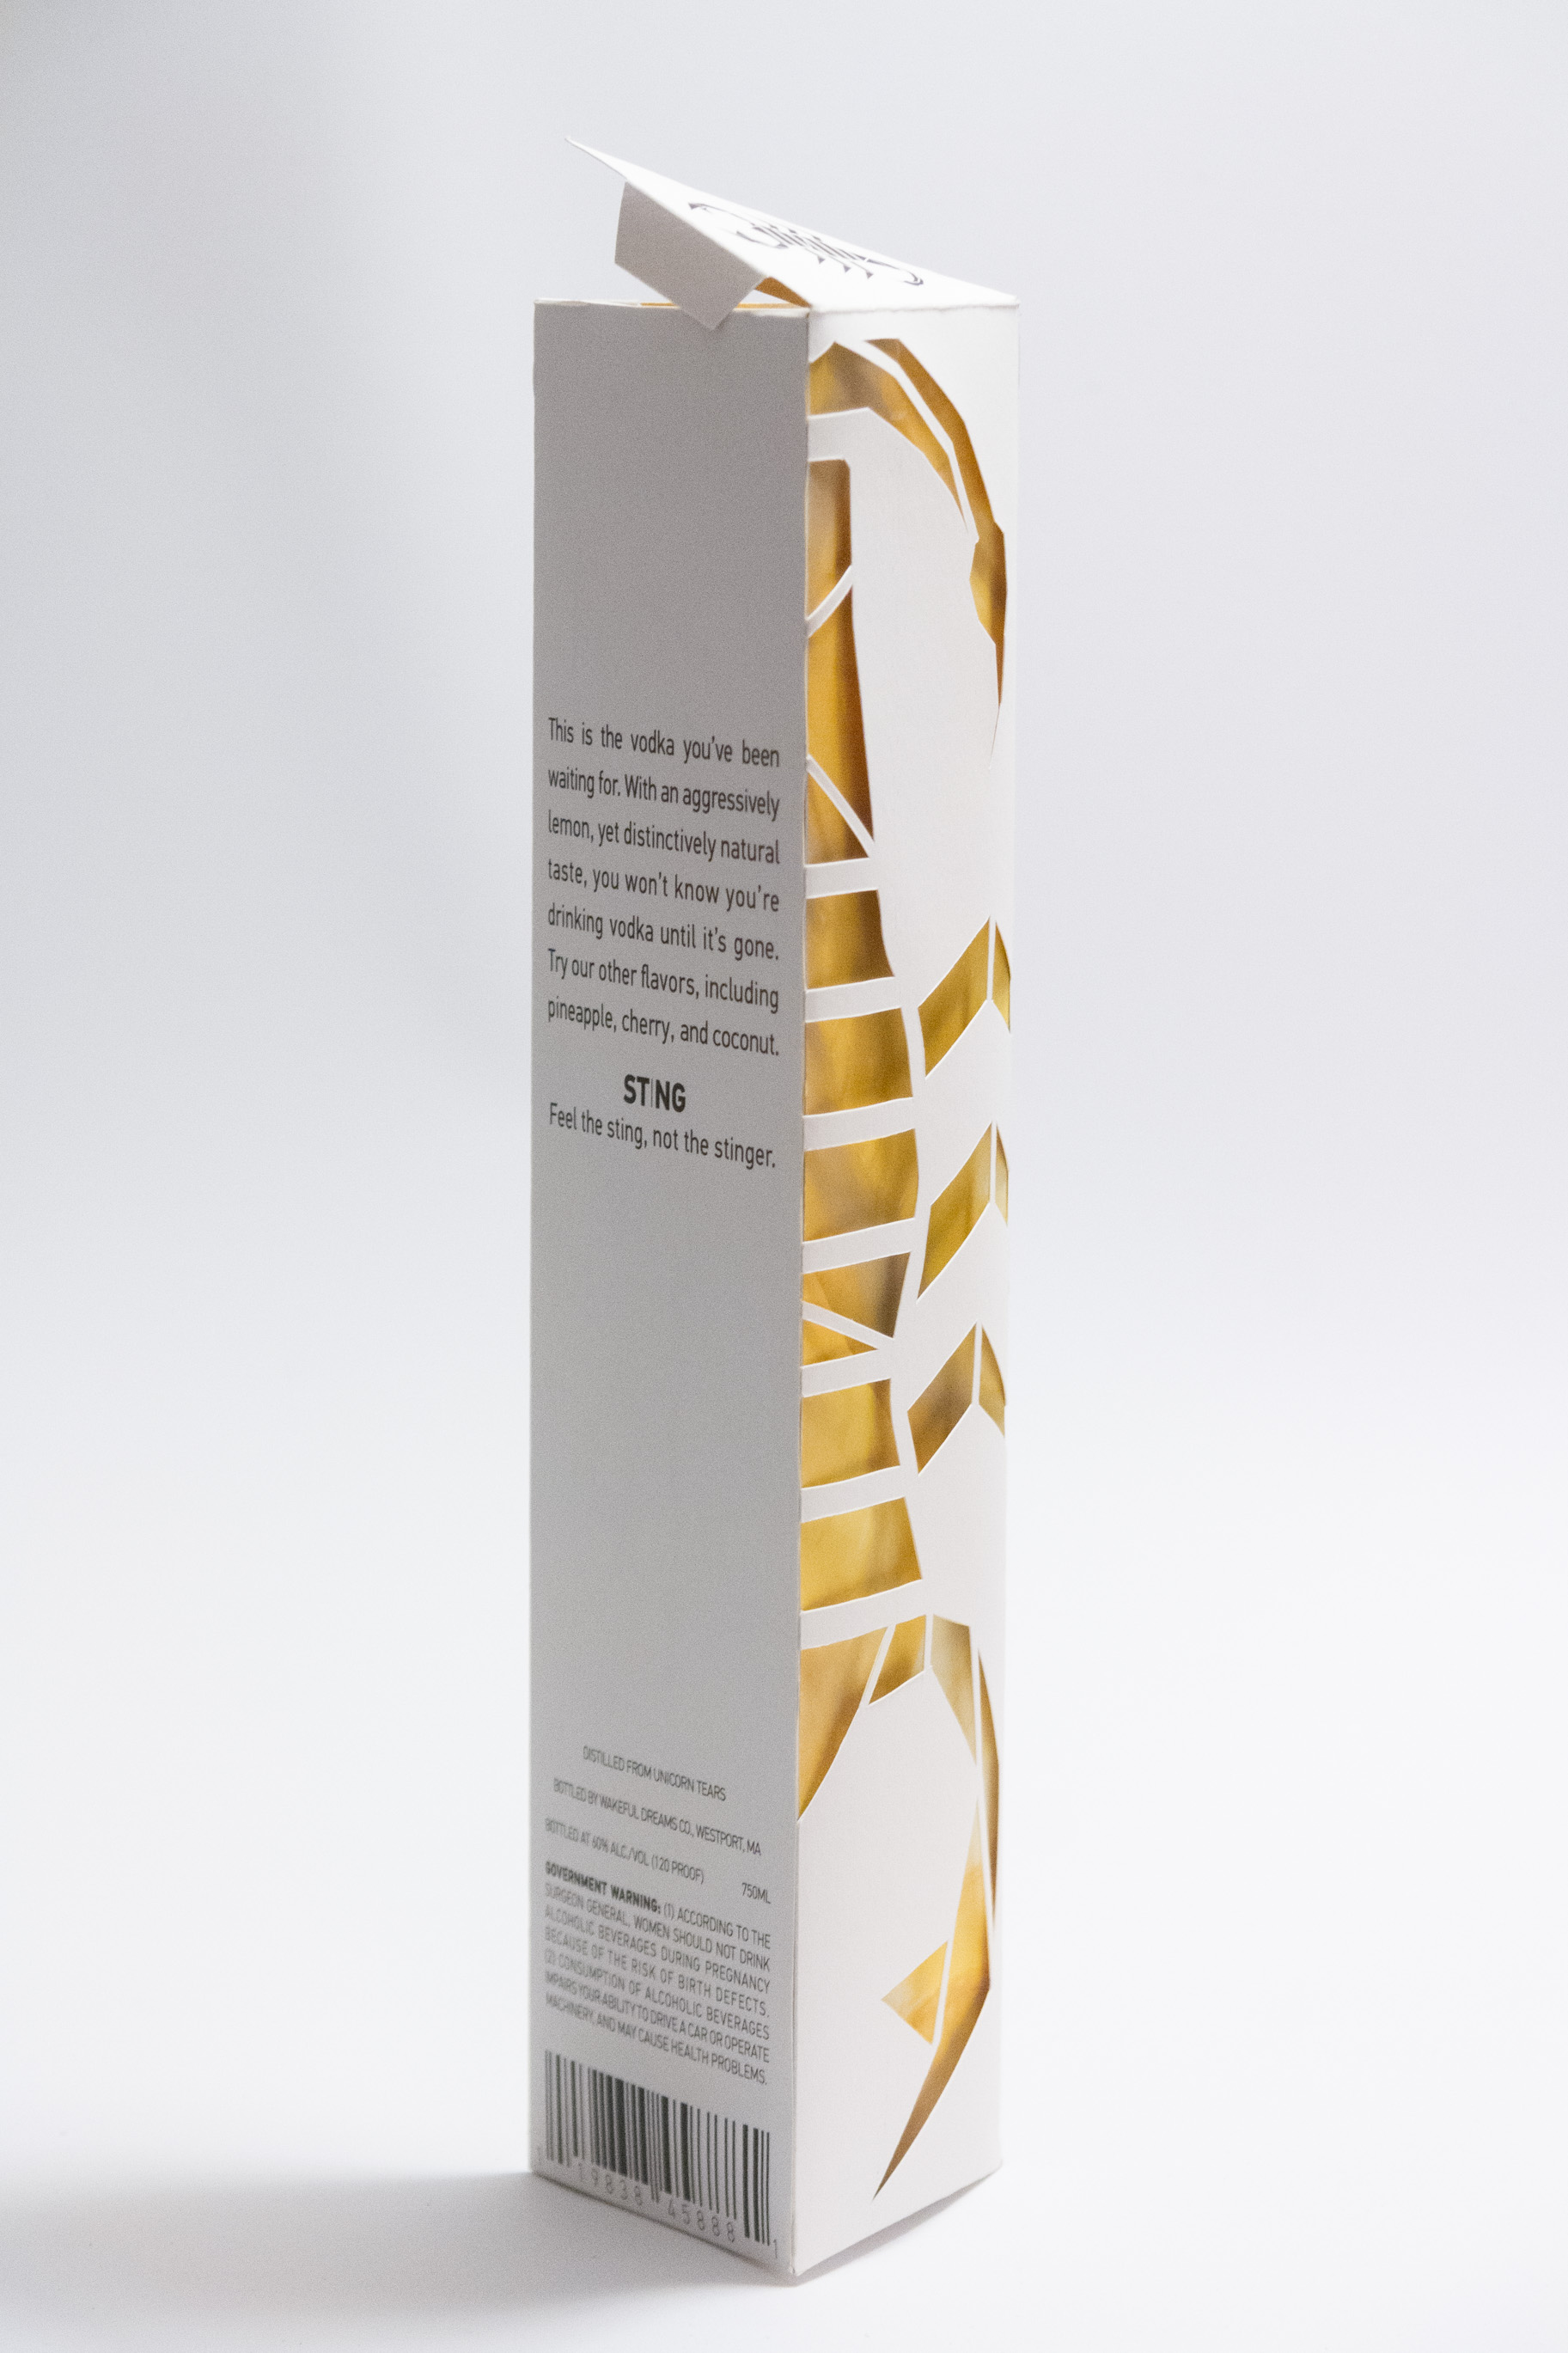 This is the vodka you've been
waiting for. With an aggressively
lemon, yet distinctively natural
taste, you won't know you're
drinking vodka until it's gone.
Try our other flavors, including
pineapple, cherry, and coconut.
STING
Feel the sting, not the stinger.
DISTILLED FROM UNICORN TEARS
BOTTLED BY WAKEFUL DREAMS CO., WESTPORT, MA
BOTTLED AT 60% ALC./VOL (120 PROOF) 750ML
GOVERNMENT WARNING: (1) ACCORDING TO THE
SURGEON GENERAL, WOMEN SHOULD NOT DRINK
ALCOHOLIC BEVERAGES DURING PREGNANCY
BECAUSE OF THE RISK OF BIRTH DEFECTS.
(2) CONSUMPTION OF ALCOHOLIC BEVERAGES
IMPAIRS YOUR ABILITY TO DRIVE A CAR OR OPERATE
MACHINERY, AND MAY CAUSE HEALTH PROBLEMS.
19838 45888 1